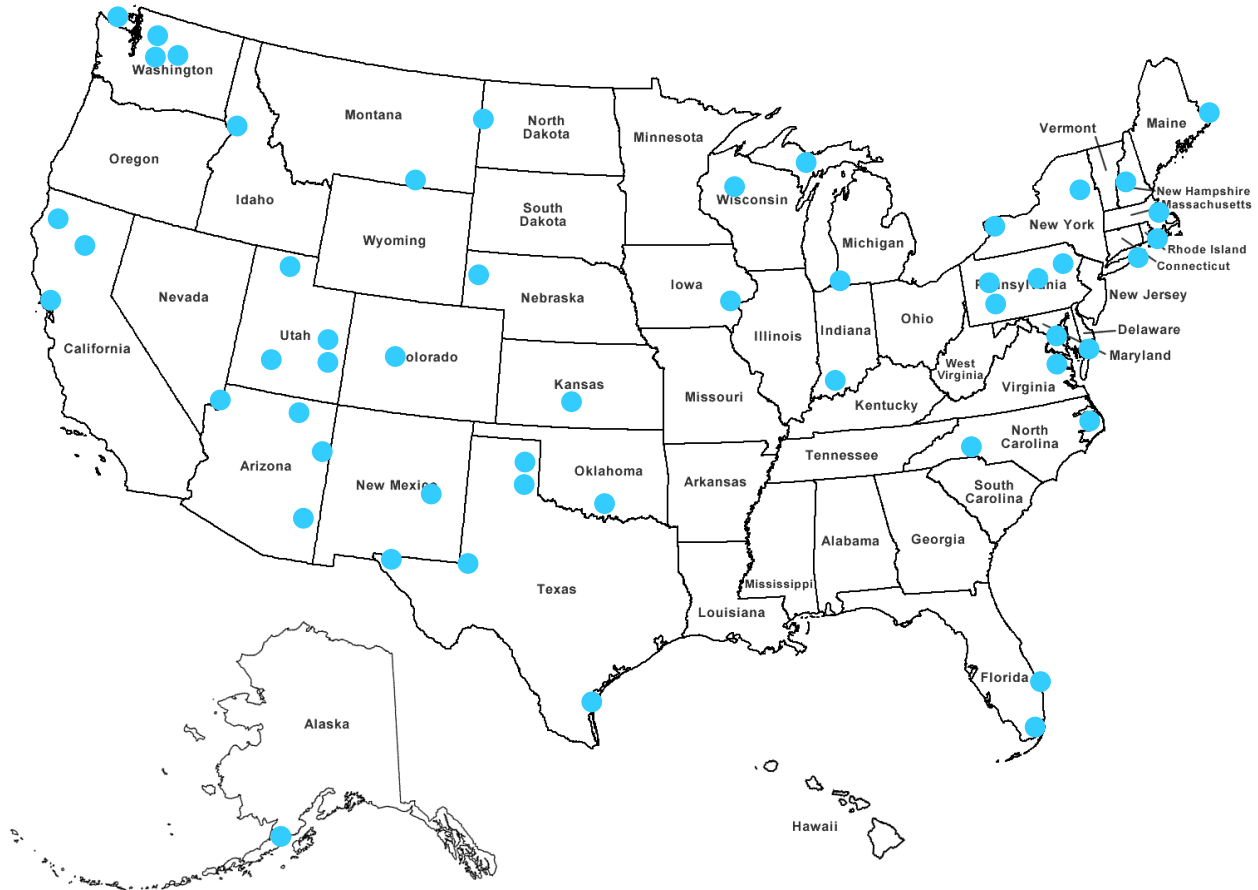 Washington
Montana
North
Dakota
Minnesota
Vermont
Maine
Oregon
Idaho
Wisconsin
New Hampshire
Massachusetts
South
Dakota
Wyoming
Michigan
New York
Rhode Island
Connecticut
Nevada
Nebraska
Iowa
Pennsylvania
New Jersey
Ohio
Illinois
Indiana
Delaware
Utah
California
Colorado
Maryland
West
Virginia
Kansas
Virginia
Missouri
Kentucky
North
Carolina
Tennessee
Arizona
New Mexico
Oklahoma
Arkansas
South
Carolina
Alabama
Georgia
Mississippi
Texas
Louisiana
Florida
Alaska
Hawaii